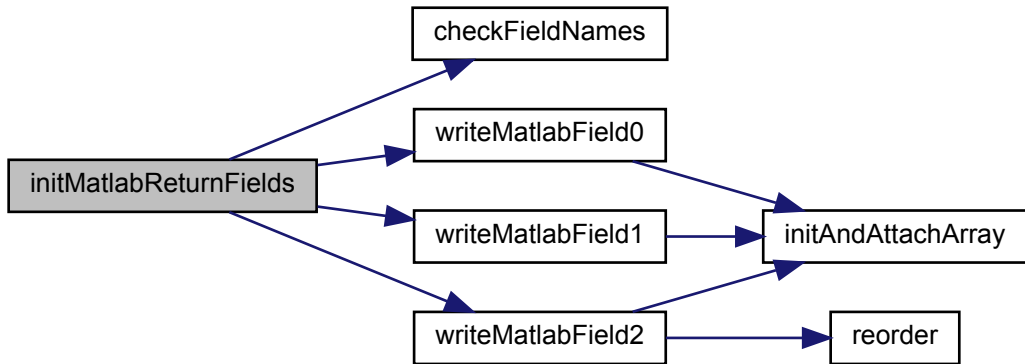 checkFieldNames
writeMatlabField0
initMatlabReturnFields
writeMatlabField1
initAndAttachArray
writeMatlabField2
reorder